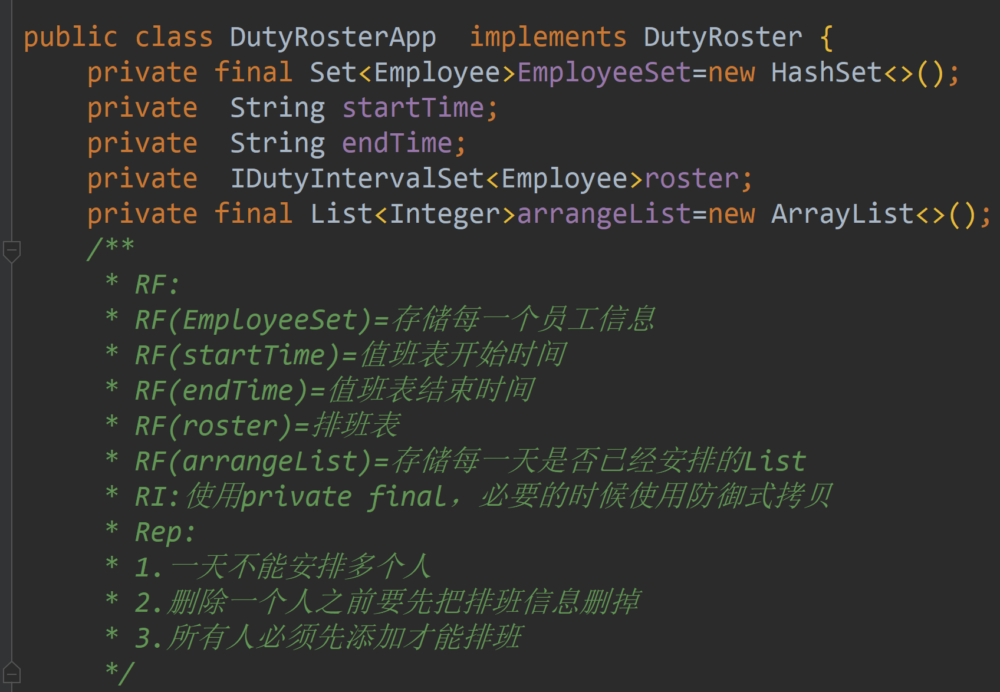 public class DutyRosterApp  implements DutyRoster {
    private final Set<Employee>EmployeeSet=new HashSet<>();
    private  String startTime;
    private  String endTime;
    private  IDutyIntervalSet<Employee>roster;
    private final List<Integer>arrangeList=new ArrayList<>();
    /**
     * RF:
     * RF(EmployeeSet)=存储每一个员工信息
     * RF(startTime)=值班表开始时间
     * RF(endTime)=值班表结束时间
     * RF(roster)=排班表
     * RF(arrangeList)=存储每一天是否已经安排的List
     * RI:使用private final，必要的时候使用防御式拷贝
     * Rep:
     * 1.一天不能安排多个人
     * 2.删除一个人之前要先把排班信息删掉
     * 3.所有人必须先添加才能排班
     */